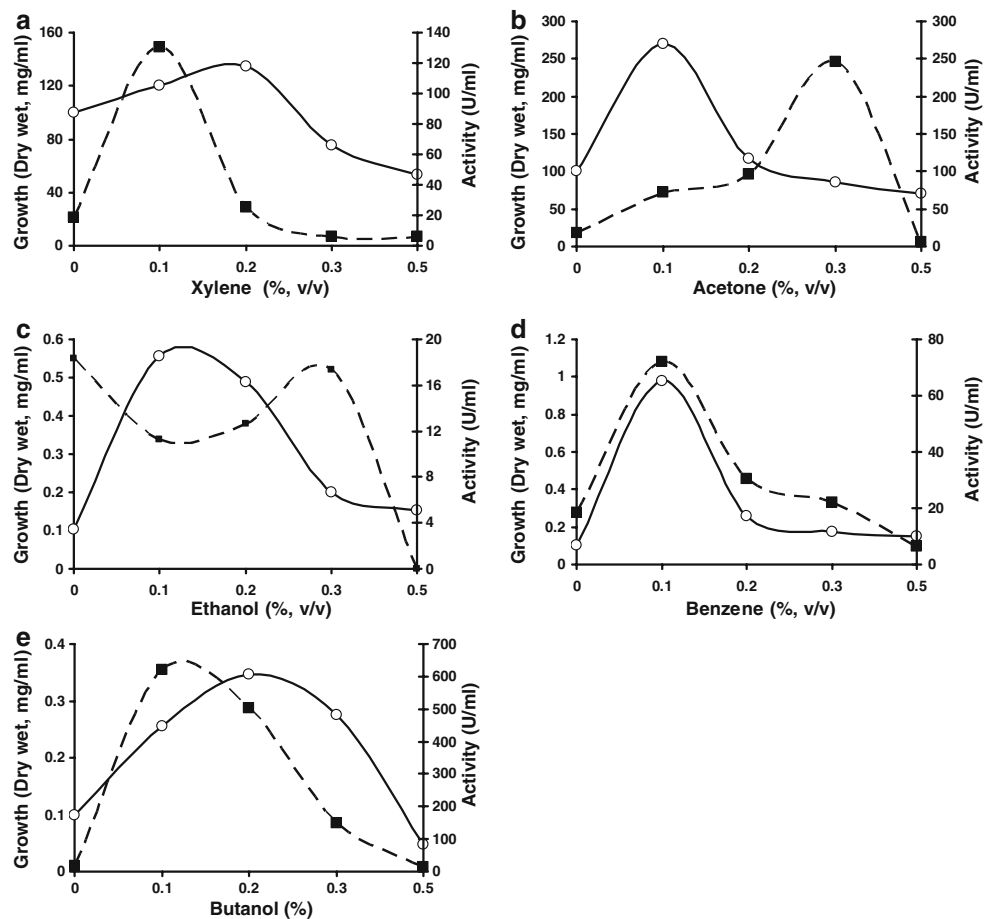 a
Growth (Dry wet, mg/ml)
160
120
80
40
0
140
120
100
80
60
40
20
0
Activity (U/ml)
0 0.1 0.2 0.3 0.5
Xylene (%, v/v)
b
Growth (Dry wet, mg/ml)
300
250
200
150
100
50
0
300
250
200
150
100
50
0
Activity (U/ml)
0 0.1 0.2 0.3 0.5
Acetone (%, v/v)
c
Growth (Dry wet, mg/ml)
0.6
0.5
0.4
0.3
0.2
0.1
0
20
16
12
8
4
0
Activity (U/ml)
0 0.1 0.2 0.3 0.5
Ethanol (%, v/v)
d
Growth (Dry wet, mg/ml)
1.2
1
0.8
0.6
0.4
0.2
0
80
60
40
20
0
Activity (U/ml)
0 0.1 0.2 0.3 0.5
Benzene (%, v/v)
e
Growth (Dry wet, mg/ml)
0.4
0.3
0.2
0.1
0
700
600
500
400
300
200
100
0
Activity (U/ml)
0 0.1 0.2 0.3 0.5
Butanol (%)